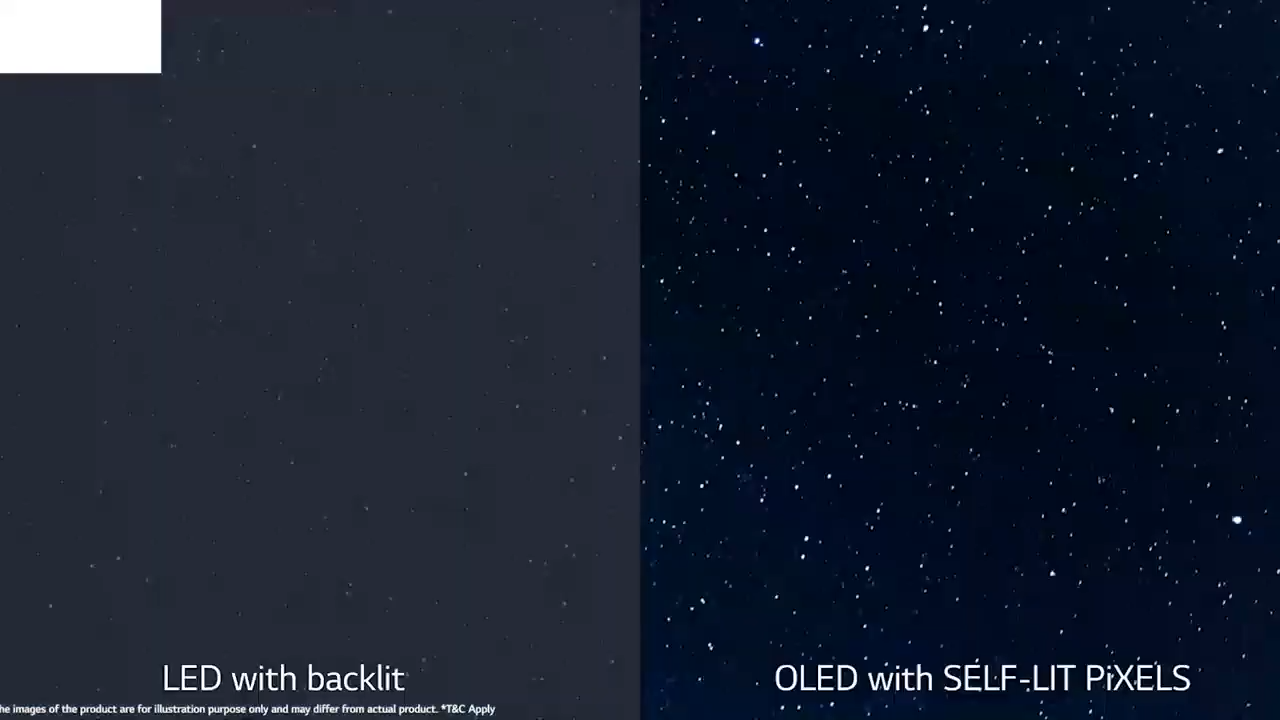 LED with backlit
OLED with SELF-LIT PiXELS
he images of the product are for illustration purpose only and may differ from actual product. *T&C Apply